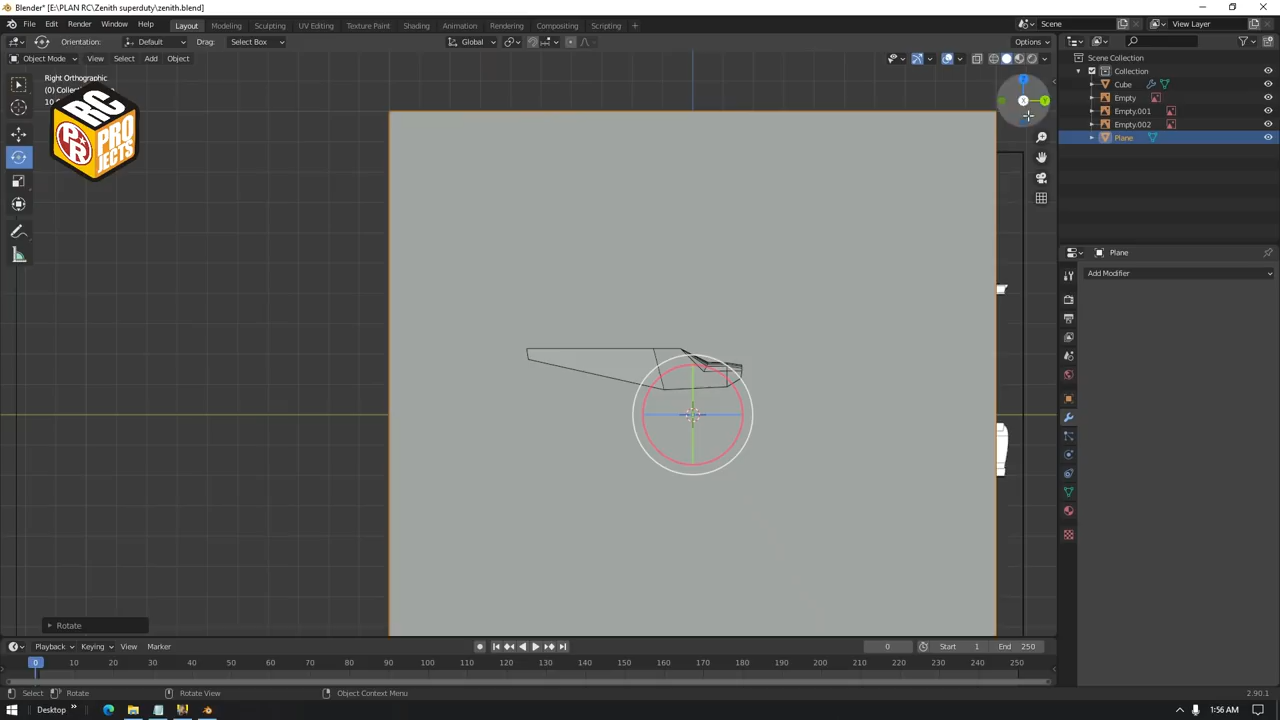 Blender* [E:\PLAN RC\Zenith superduty\zenith.blend]
File Edit Render Window Help Layout Modeling Sculpting UV Editing Texture Paint Shading Animation Rendering Compositing Scripting + Scene View Layer
Orientation: Default Drag: Select Box Global Options
Object Mode View Select Add Object Scene Collection
Collection
Right Orthographic
Cube
Empty
Empty.001
Empty.002
Plane
RC
PR
PROJECTS
X
Y
Z
Plane
Add Modifier
Rotate
Playback Keying View Marker 0 Start 1 End 250
0 10 20 30 40 50 60 70 80 90 100 110 120 130 140 150 160 170 180 190 200 210 220 230 240 250
Select Rotate Rotate View Object Context Menu 2.90.1
Desktop 1:56 AM